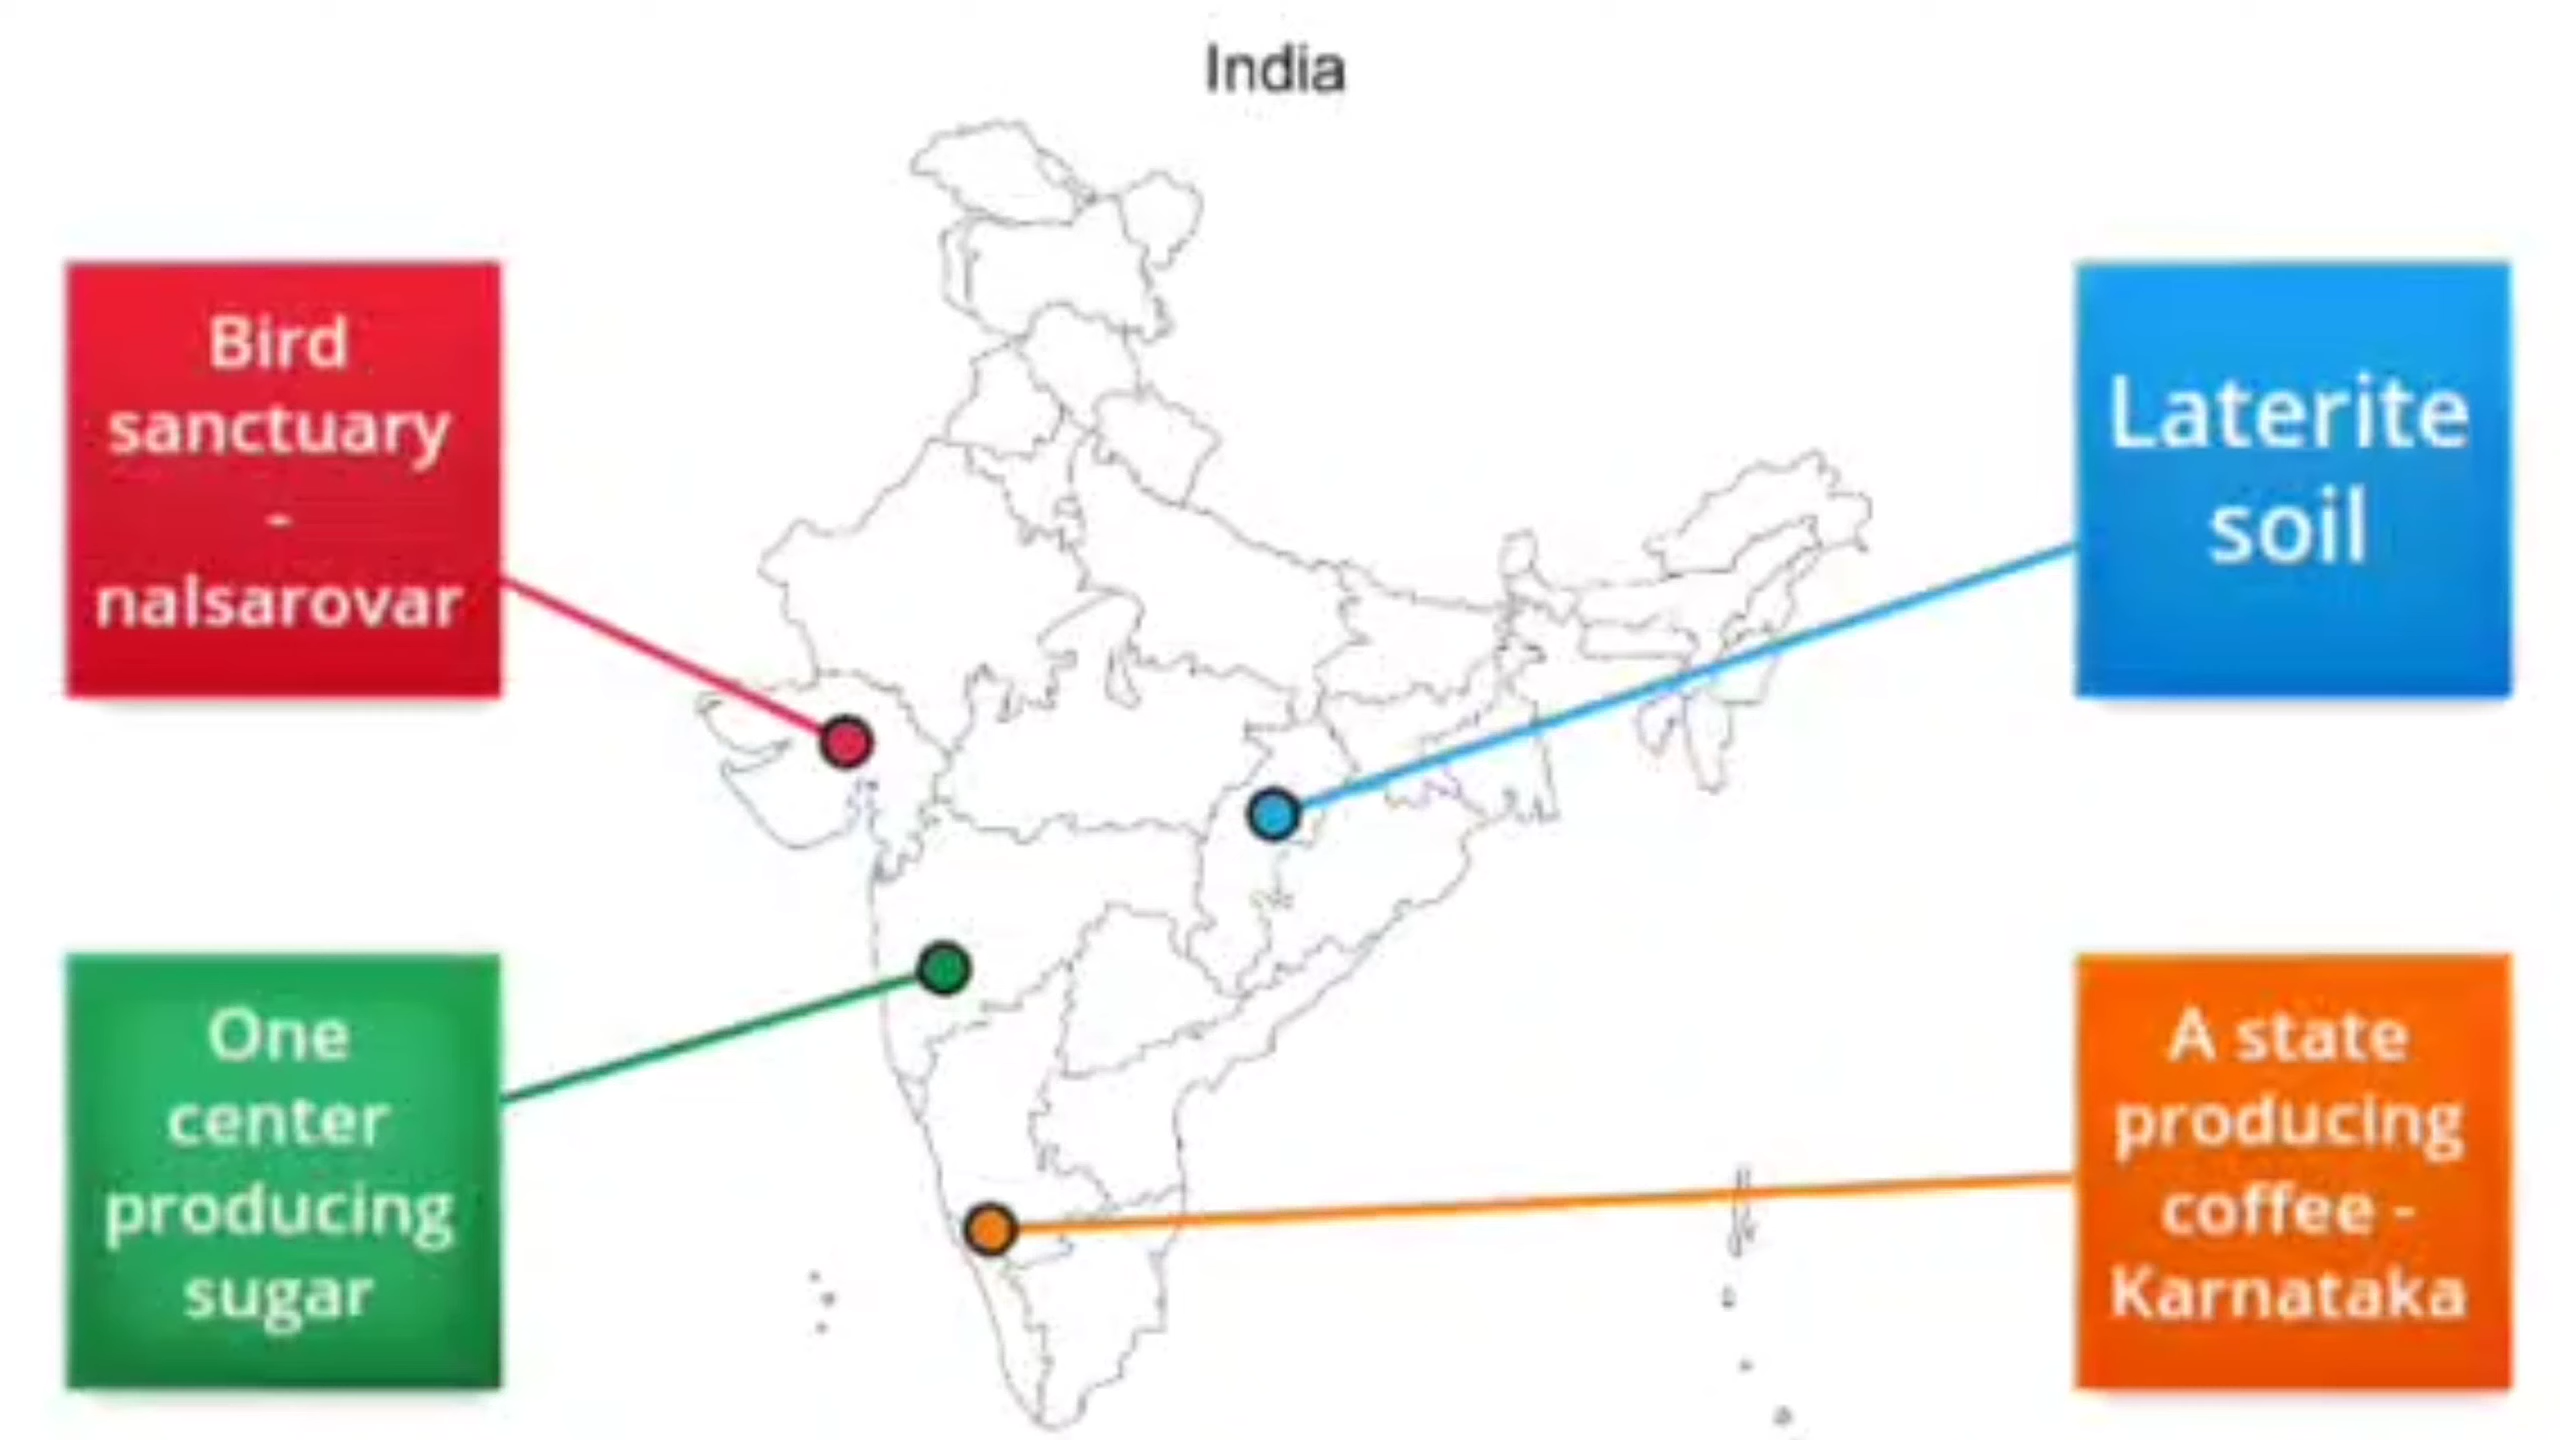 India
Bird
sanctuary
-
nalsarovar
Laterite
soil
One
center
producing
sugar
A state
producing
coffee -
Karnataka